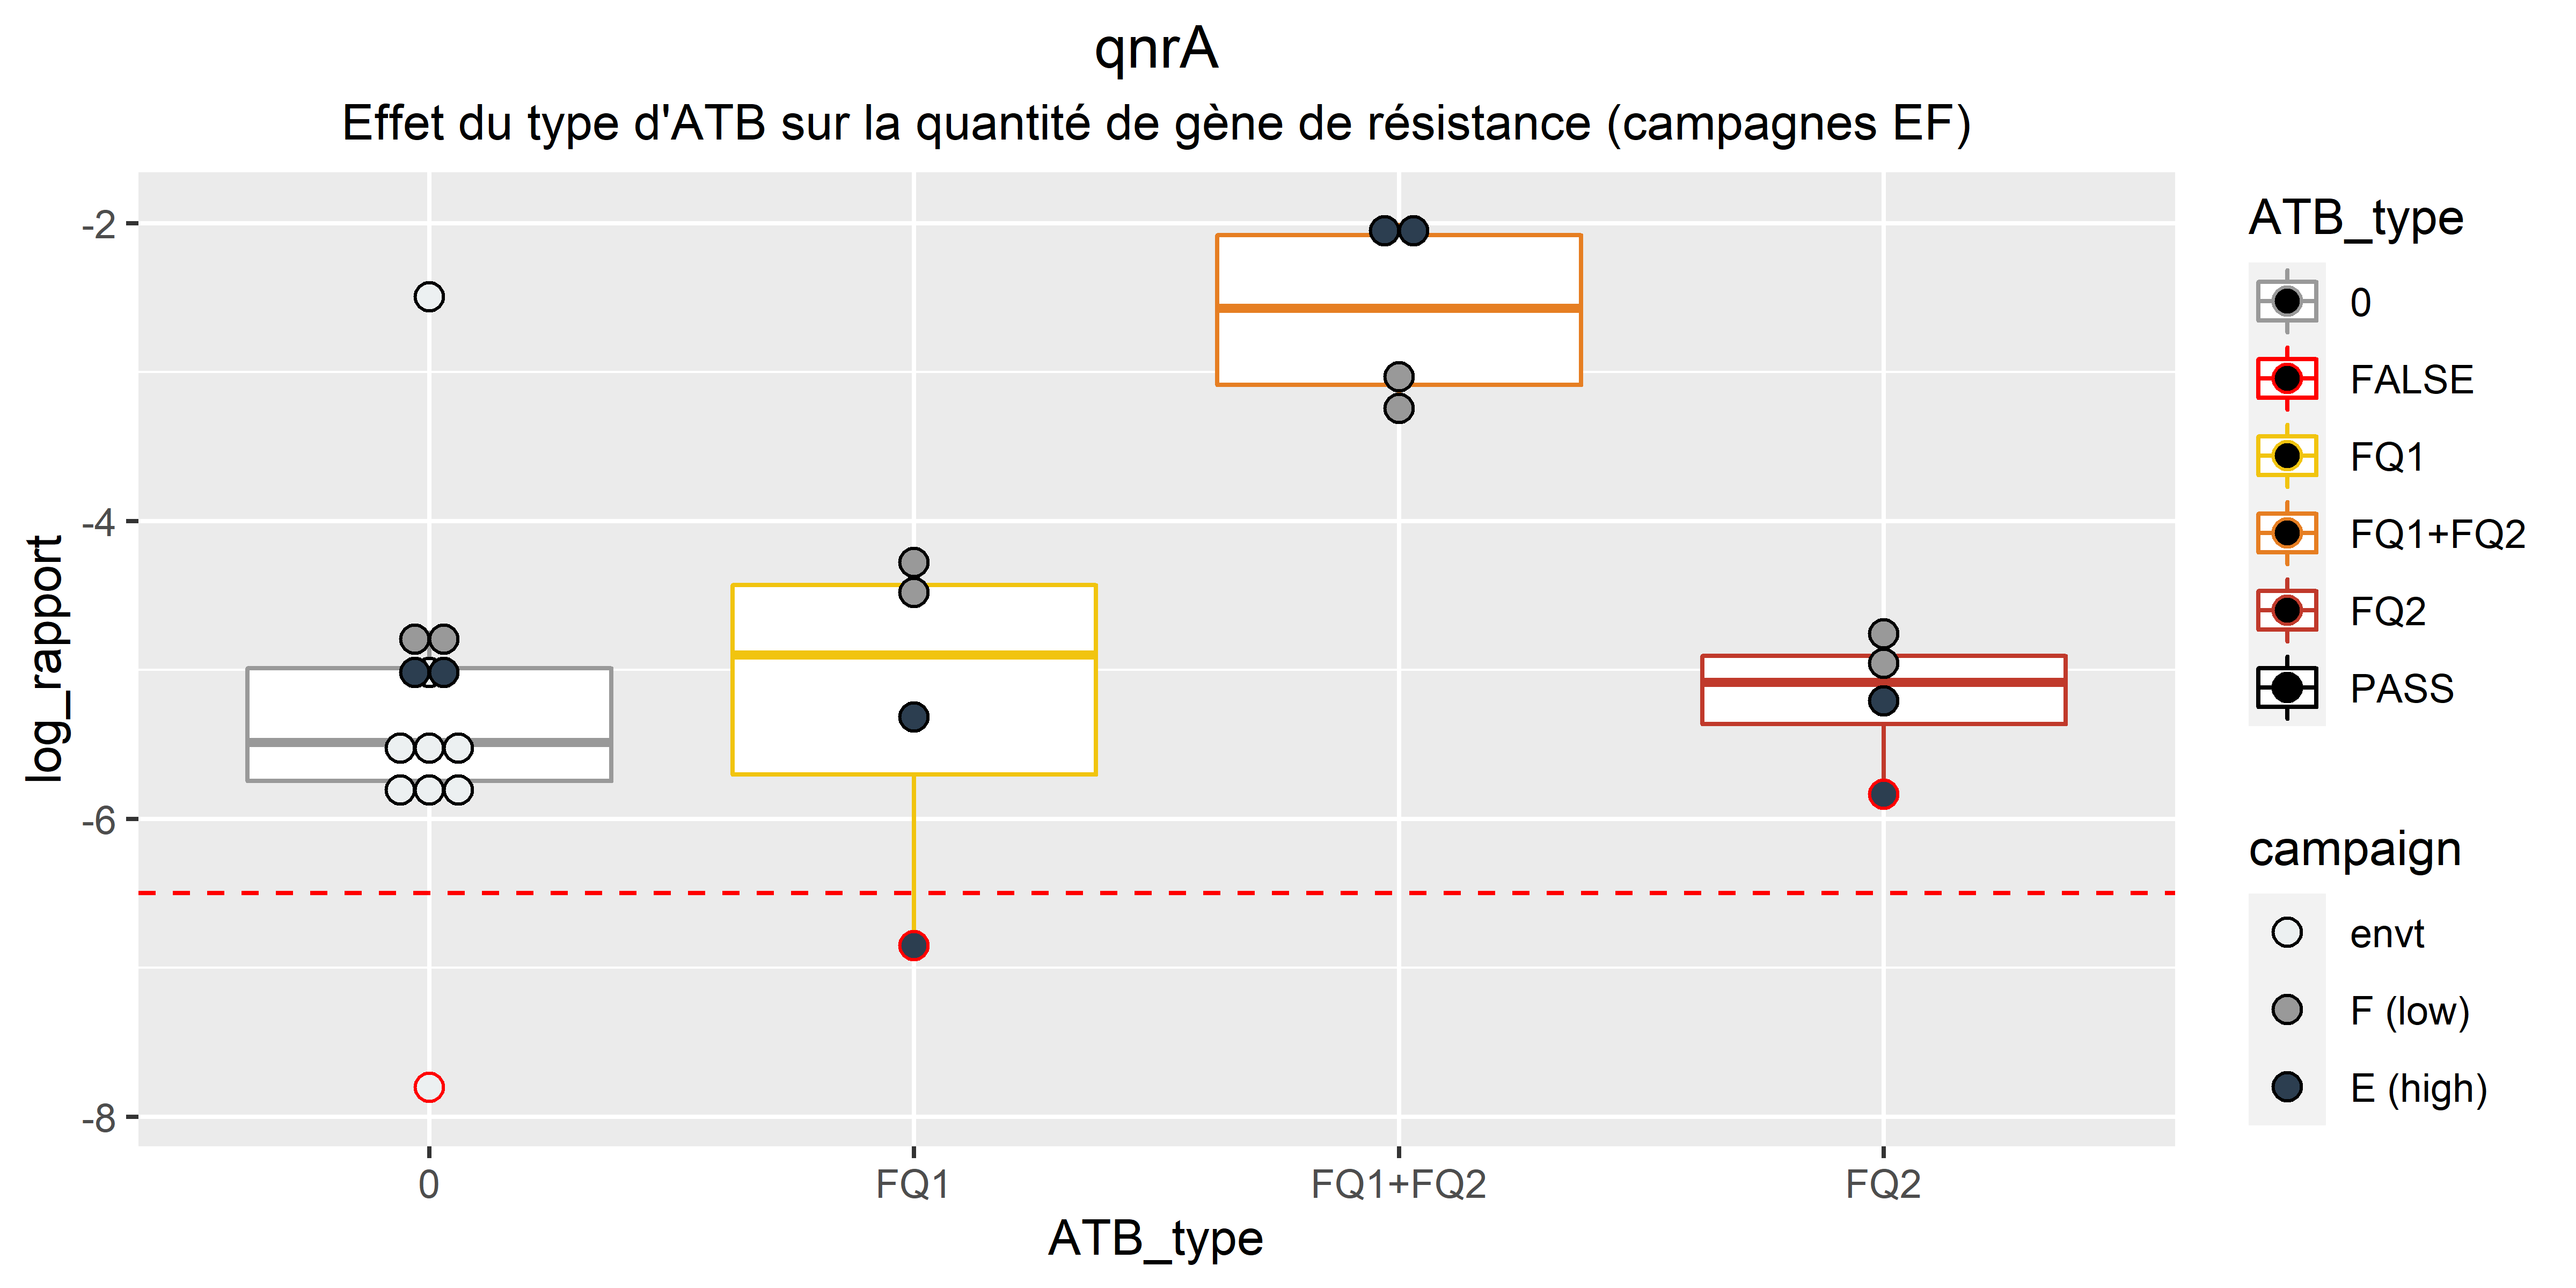 qnrA
Effet du type d'ATB sur la quantité de gène de résistance (campagnes EF)
log_rapport
-2
-4
-6
-8
0
FQ1
FQ1+FQ2
FQ2
ATB_type
ATB_type
0
FALSE
FQ1
FQ1+FQ2
FQ2
PASS
campaign
envt
F (low)
E (high)